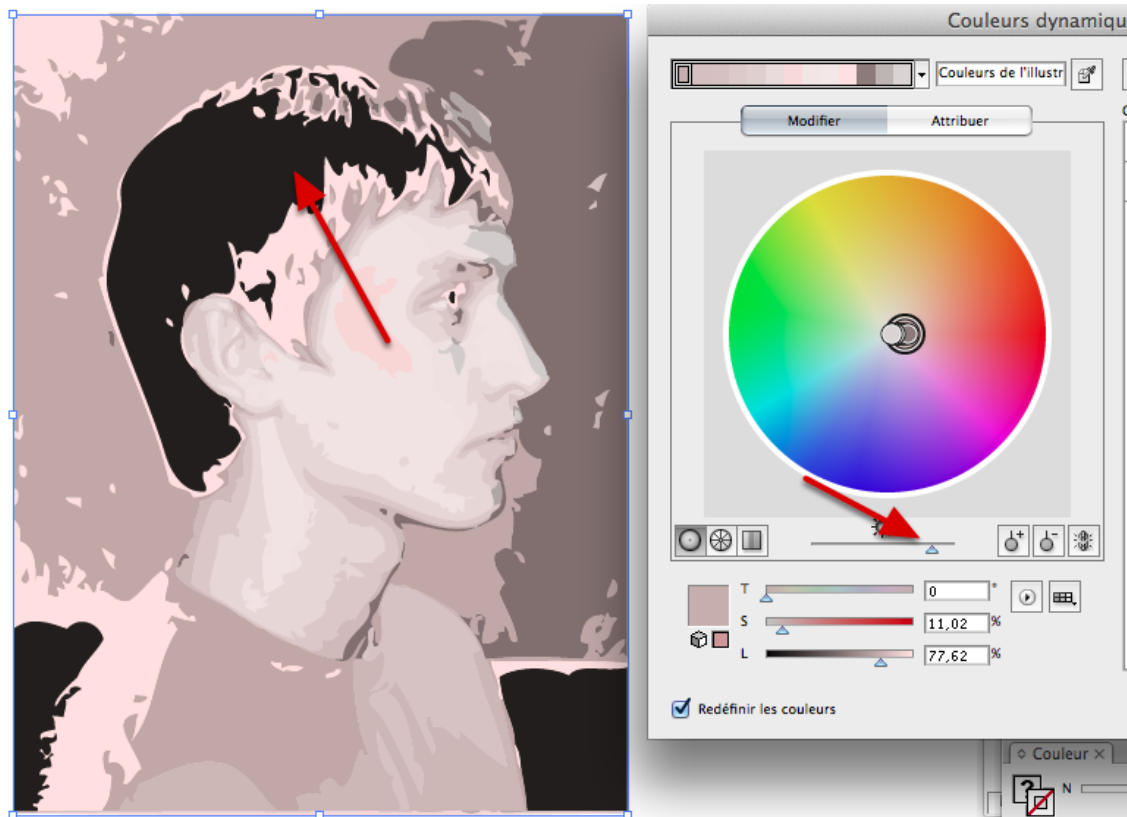 Couleurs dynamiqu
Couleurs de l'illustr
Modifier
Attribuer
T 0 °
S 11,02 %
L 77,62 %
Redéfinir les couleurs
Couleur
? N